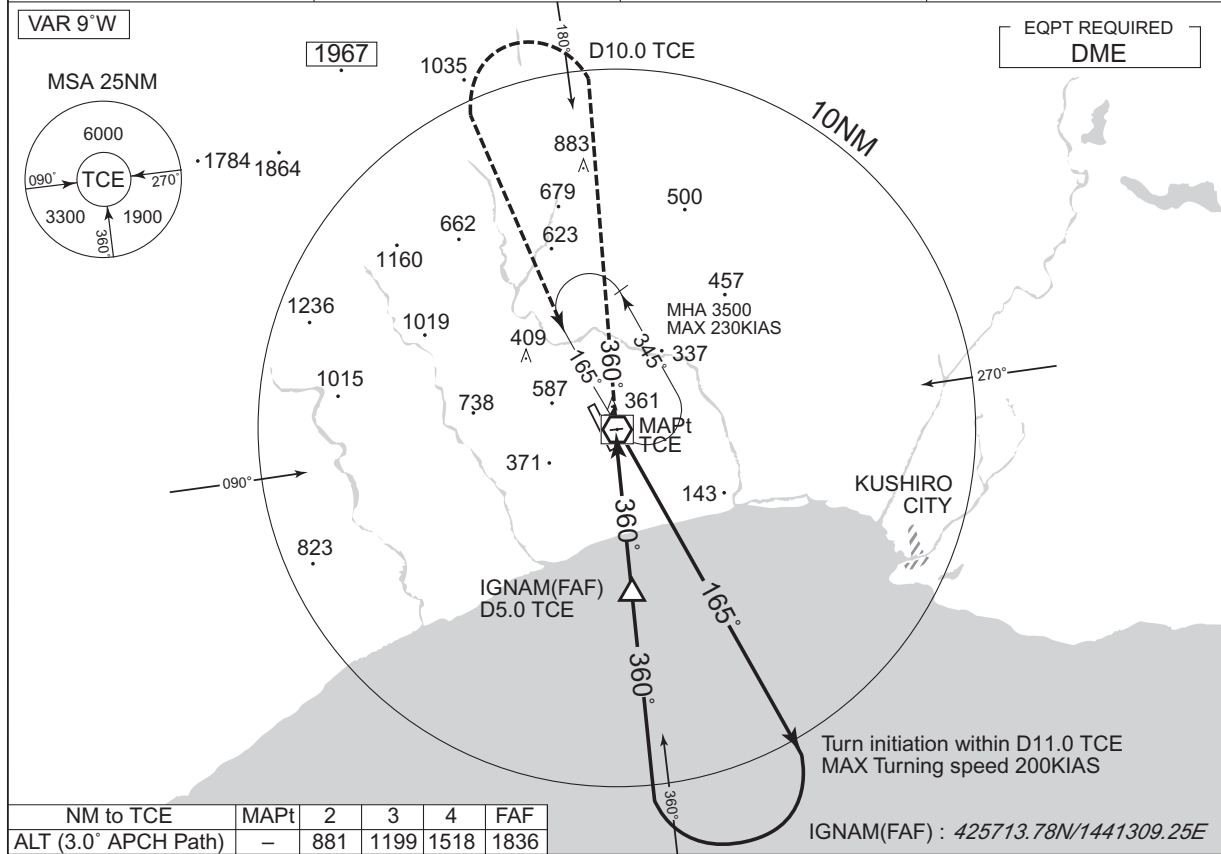 VAR 9˚W
MSA 25NM
6000
TCE
090˚
270˚
3300
1900
360˚
1967
1035
180˚
D10.0 TCE
EQPT REQUIRED
DME
10NM
1784
1864
883
679
500
662
623
1160
457
1236
MHA 3500
MAX 230KIAS
1019
409
345˚
337
165˚
360˚
270˚
1015
587
361
738
MAPt
TCE
371
090˚
143
KUSHIRO
CITY
360˚
823
IGNAM(FAF)
D5.0 TCE
165˚
360˚
Turn initiation within D11.0 TCE
MAX Turning speed 200KIAS
360˚
NM to TCE MAPt 2 3 4 FAF
ALT (3.0˚ APCH Path) – 881 1199 1518 1836
IGNAM(FAF) : 425713.78N/1441309.25E